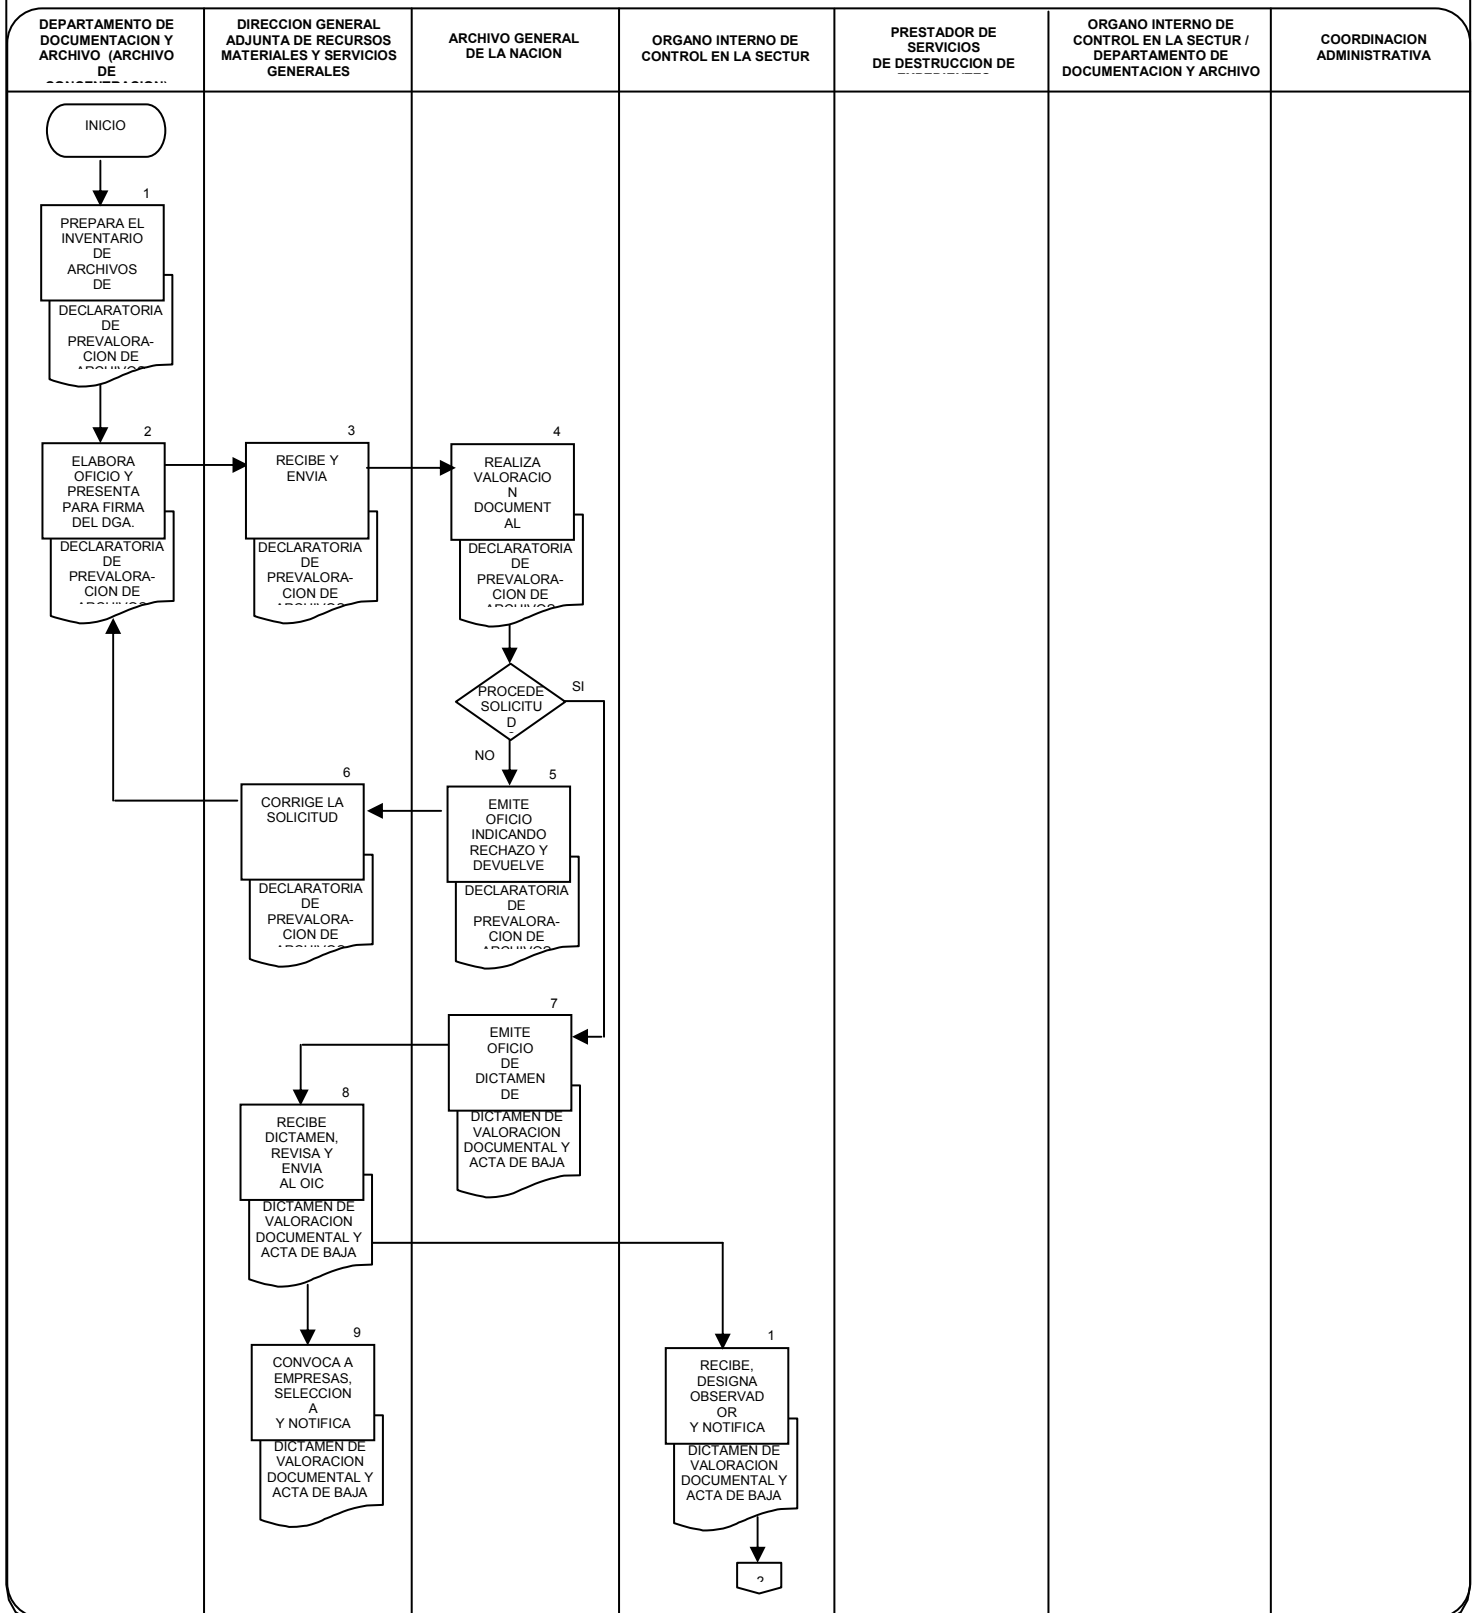 DEPARTAMENTO DE
DOCUMENTACION Y
ARCHIVO (ARCHIVO
DE
DIRECCION GENERAL
ADJUNTA DE RECURSOS
MATERIALES Y SERVICIOS
GENERALES
ARCHIVO GENERAL
DE LA NACION
ORGANO INTERNO DE
CONTROL EN LA SECTUR
PRESTADOR DE
SERVICIOS
DE DESTRUCCION DE
ORGANO INTERNO DE
CONTROL EN LA SECTUR /
DEPARTAMENTO DE
DOCUMENTACION Y ARCHIVO
COORDINACION
ADMINISTRATIVA
INICIO
1
PREPARA EL
INVENTARIO
DE
ARCHIVOS
DE
DECLARATORIA
DE
PREVALORA-
CION DE
ARCHIVOS
2
ELABORA
OFICIO Y
PRESENTA
PARA FIRMA
DEL DGA.
DECLARATORIA
DE
PREVALORA-
CION DE
ARCHIVOS
3
RECIBE Y
ENVIA
DECLARATORIA
DE
PREVALORA-
CION DE
ARCHIVOS
4
REALIZA
VALORACIO
N
DOCUMENT
AL
DECLARATORIA
DE
PREVALORA-
CION DE
ARCHIVOS
PROCEDE
SOLICITU
D
SI
NO
5
EMITE
OFICIO
INDICANDO
RECHAZO Y
DEVUELVE
DECLARATORIA
DE
PREVALORA-
CION DE
ARCHIVOS
6
CORRIGE LA
SOLICITUD
DECLARATORIA
DE
PREVALORA-
CION DE
ARCHIVOS
7
EMITE
OFICIO
DE
DICTAMEN
DE
DICTAMEN DE
VALORACION
DOCUMENTAL Y
ACTA DE BAJA
8
RECIBE
DICTAMEN,
REVISA Y
ENVIA
AL OIC
DICTAMEN DE
VALORACION
DOCUMENTAL Y
ACTA DE BAJA
9
CONVOCA A
EMPRESAS,
SELECCION
A
Y NOTIFICA
DICTAMEN DE
VALORACION
DOCUMENTAL Y
ACTA DE BAJA
1
RECIBE,
DESIGNA
OBSERVAD
OR
Y NOTIFICA
DICTAMEN DE
VALORACION
DOCUMENTAL Y
ACTA DE BAJA